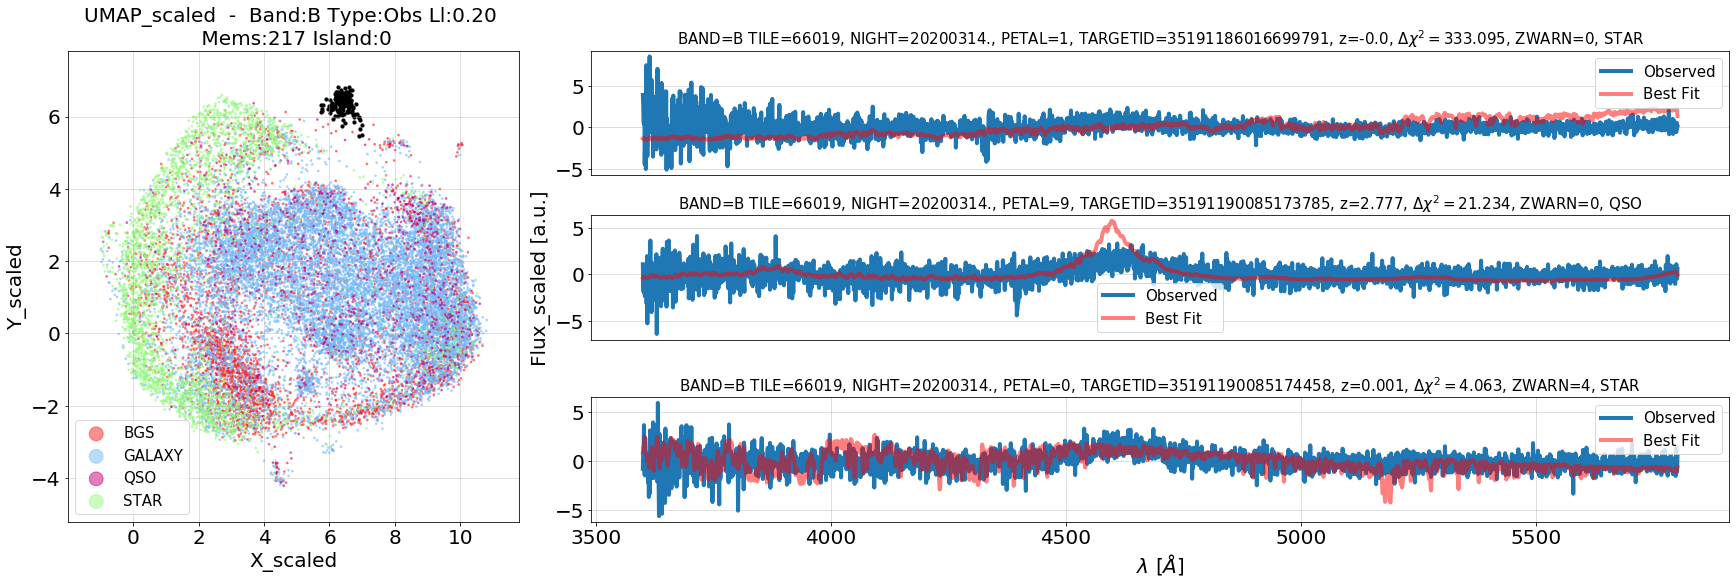 UMAP_scaled  -  Band:B Type:Obs Ll:0.20
Mems:217 Island:0
6
4
2
0
−2
−4
Y_scaled
BGS
GALAXY
QSO
STAR
0 2 4 6 8 10
X_scaled
Flux_scaled [a.u.]
BAND=B TILE=66019, NIGHT=20200314., PETAL=1, TARGETID=35191186016699791, z=-0.0, Δχ² = 333.095, ZWARN=0, STAR
5
0
−5
Observed
Best Fit
BAND=B TILE=66019, NIGHT=20200314., PETAL=9, TARGETID=35191190085173785, z=2.777, Δχ² = 21.234, ZWARN=0, QSO
5
0
−5
Observed
Best Fit
BAND=B TILE=66019, NIGHT=20200314., PETAL=0, TARGETID=35191190085174458, z=0.001, Δχ² = 4.063, ZWARN=4, STAR
5
0
−5
Observed
Best Fit
3500 4000 4500 5000 5500
λ [Å]